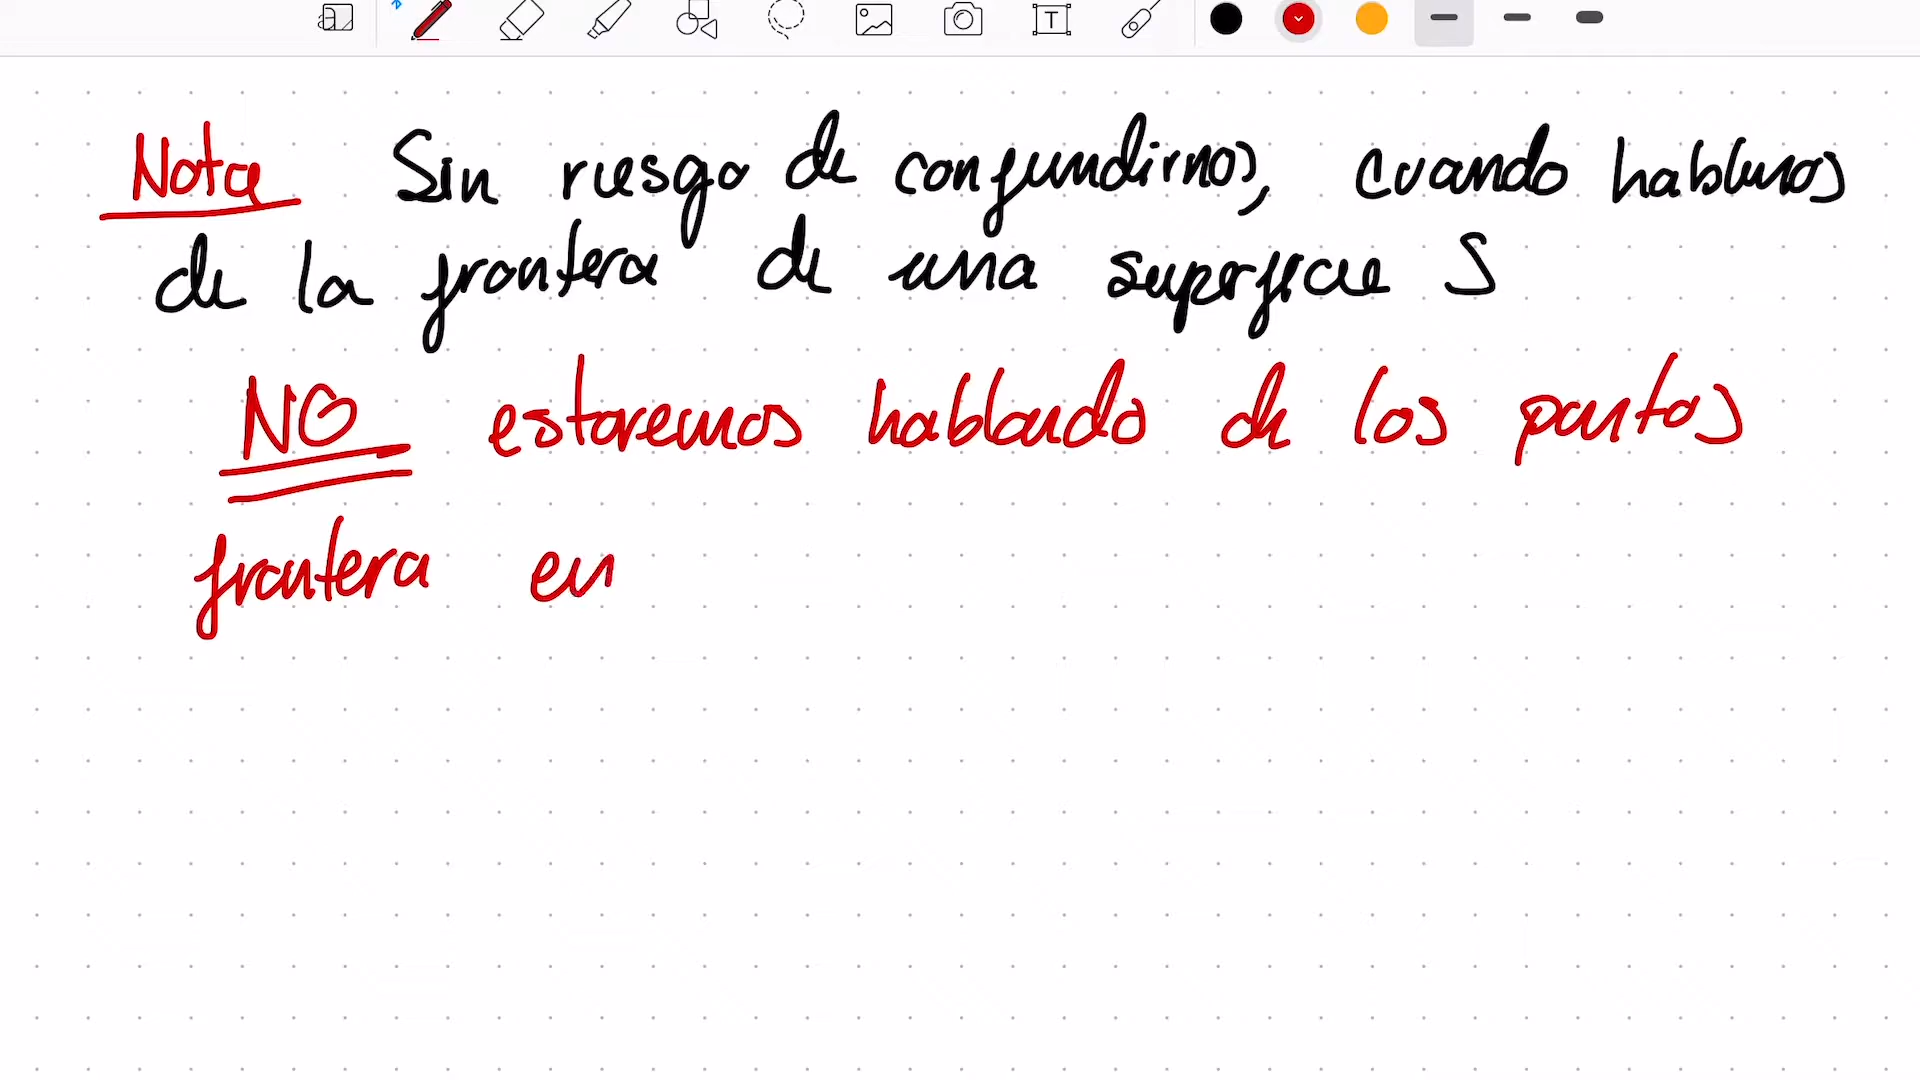 Nota Sin riesgo de confundirnos, cuando hablemos
de la frontera de una superficie S
NO estaremos hablando de los puntos
frontera en